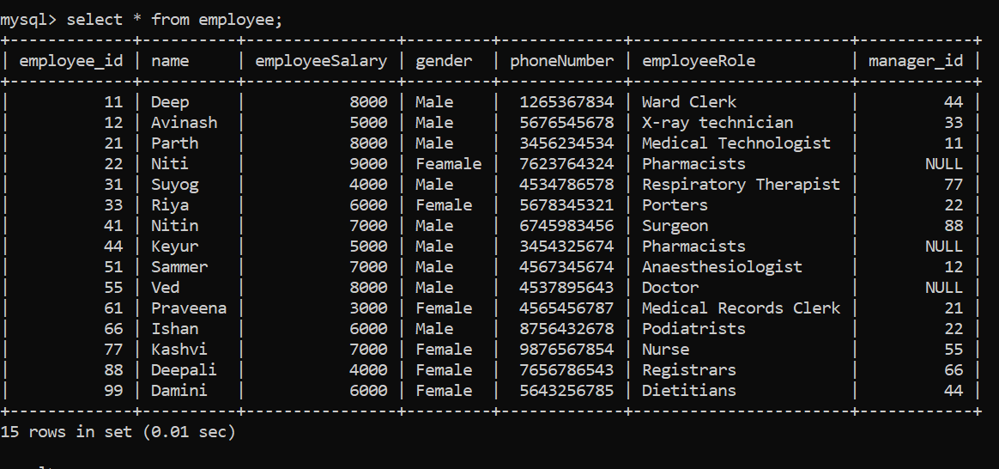 mysql> select * from employee;
+-------------+----------+----------------+---------+-------------+------------------------+------------+
| employee_id | name     | employeeSalary | gender  | phoneNumber | employeeRole           | manager_id |
+-------------+----------+----------------+---------+-------------+------------------------+------------+
|          11 | Deep     |           8000 | Male    |  1265367834 | Ward Clerk             |         44 |
|          12 | Avinash  |           5000 | Male    |  5676545678 | X-ray technician       |         33 |
|          21 | Parth    |           8000 | Male    |  3456234534 | Medical Technologist   |         11 |
|          22 | Niti     |           9000 | Feamale |  7623764324 | Pharmacists            |       NULL |
|          31 | Suyog    |           4000 | Male    |  4534786578 | Respiratory Therapist  |         77 |
|          33 | Riya     |           6000 | Female  |  5678345321 | Porters                |         22 |
|          41 | Nitin    |           7000 | Male    |  6745983456 | Surgeon                |         88 |
|          44 | Keyur    |           5000 | Male    |  3454325674 | Pharmacists            |       NULL |
|          51 | Sammer   |           7000 | Male    |  4567345674 | Anaesthesiologist      |         12 |
|          55 | Ved      |           8000 | Male    |  4537895643 | Doctor                 |       NULL |
|          61 | Praveena |           3000 | Female  |  4565456787 | Medical Records Clerk  |         21 |
|          66 | Ishan    |           6000 | Male    |  8756432678 | Podiatrists            |         22 |
|          77 | Kashvi   |           7000 | Female  |  9876567854 | Nurse                  |         55 |
|          88 | Deepali  |           4000 | Female  |  7656786543 | Registrars             |         66 |
|          99 | Damini   |           6000 | Female  |  5643256785 | Dietitians             |         44 |
+-------------+----------+----------------+---------+-------------+------------------------+------------+
15 rows in set (0.01 sec)